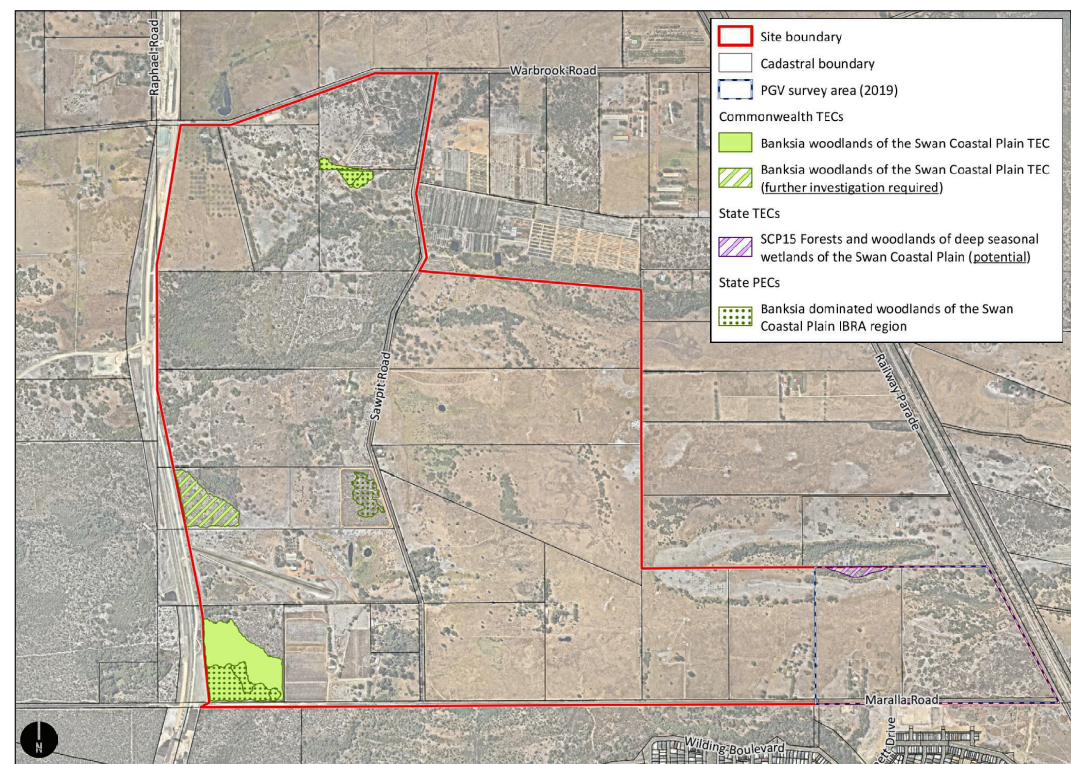 Raphael Road
Warbrook Road
Sawpit Road
Railway Parade
Maralla Road
Wilding Boulevard
ett Drive
N
Site boundary
Cadastral boundary
PGV survey area (2019)
Commonwealth TECs
Banksia woodlands of the Swan Coastal Plain TEC
Banksia woodlands of the Swan Coastal Plain TEC
(further investigation required)
State TECs
SCP15 Forests and woodlands of deep seasonal
wetlands of the Swan Coastal Plain (potential)
State PECs
Banksia dominated woodlands of the Swan
Coastal Plain IBRA region